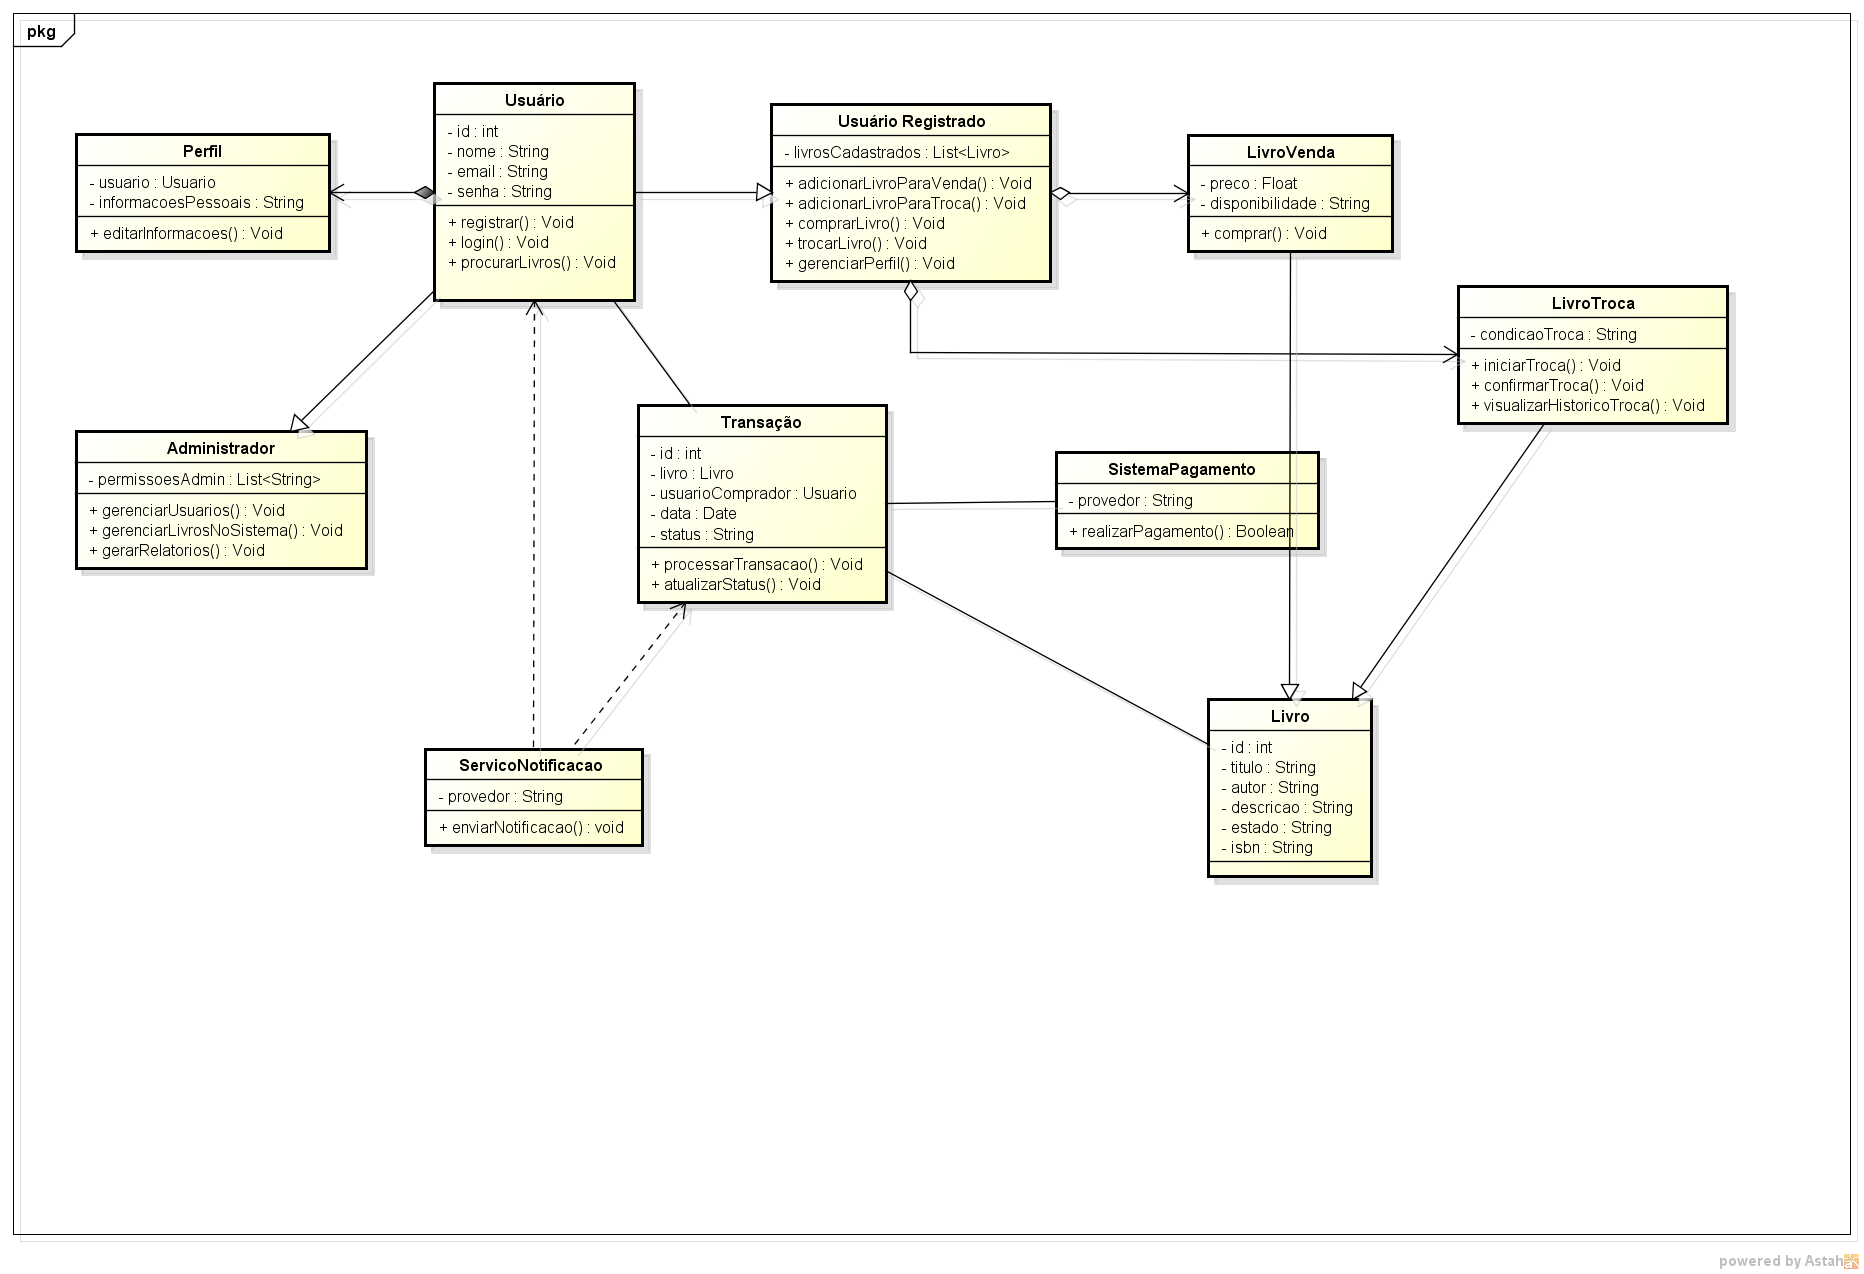 pkg
Usuário
- id : int
- nome : String
- email : String
- senha : String
+ registrar() : Void
+ login() : Void
+ procurarLivros() : Void
Perfil
- usuario : Usuario
- informacoesPessoais : String
+ editarInformacoes() : Void
Usuário Registrado
- livrosCadastrados : List<Livro>
+ adicionarLivroParaVenda() : Void
+ adicionarLivroParaTroca() : Void
+ comprarLivro() : Void
+ trocarLivro() : Void
+ gerenciarPerfil() : Void
LivroVenda
- preco : Float
- disponibilidade : String
+ comprar() : Void
LivroTroca
- condicaoTroca : String
+ iniciarTroca() : Void
+ confirmarTroca() : Void
+ visualizarHistoricoTroca() : Void
Administrador
- permissoesAdmin : List<String>
+ gerenciarUsuarios() : Void
+ gerenciarLivrosNoSistema() : Void
+ gerarRelatorios() : Void
Transação
- id : int
- livro : Livro
- usuarioComprador : Usuario
- data : Date
- status : String
+ processarTransacao() : Void
+ atualizarStatus() : Void
SistemaPagamento
- provedor : String
+ realizarPagamento() : Boolean
ServicoNotificacao
- provedor : String
+ enviarNotificacao() : void
Livro
- id : int
- titulo : String
- autor : String
- descricao : String
- estado : String
- isbn : String
powered by Astah